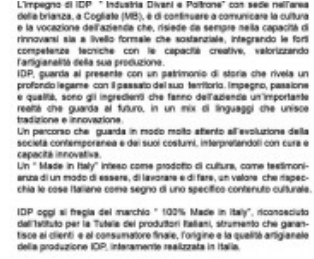 L'impegno di IDP " Industria Divani e Poltrone" con sede nell'area
della brianza, a Cogliate (MB), è di continuare a comunicare la cultura
e la vocazione dell'azienda che, risiede da sempre nella capacità di
rinnovarsi sia a livello formale che sostanziale, integrando le forti
competenze tecniche con le capacità creative, valorizzando
l'artigianalità della sua produzione.
IDP, guarda al presente con un patrimonio di storia che rivela un
profondo legame con il passato del suo territorio. Impegno, passione
e qualità, sono gli ingredienti che fanno dell'azienda un'importante
realtà che guarda al futuro, in un mix di linguaggi che unisce
tradizione e innovazione.
Un percorso che guarda in modo molto attento all'evoluzione della
società contemporanea e dei suoi costumi, interpretandoli con cura e
capacità innovativa.
Un " Made in Italy" inteso come prodotto di cultura, come testimoni-
anza di un modo di essere, di lavorare e di fare, un valore che rispec-
chia le cose Italiane come segno di uno specifico contenuto culturale.

IDP oggi si fregia del marchio " 100% Made in Italy", riconosciuto
dall'Istituto per la Tutela dei produttori Italiani, strumento che garan-
tisce ai clienti e al consumatore finale, l'origine e la qualità artigianale
della produzione IDP, interamente realizzata in Italia.